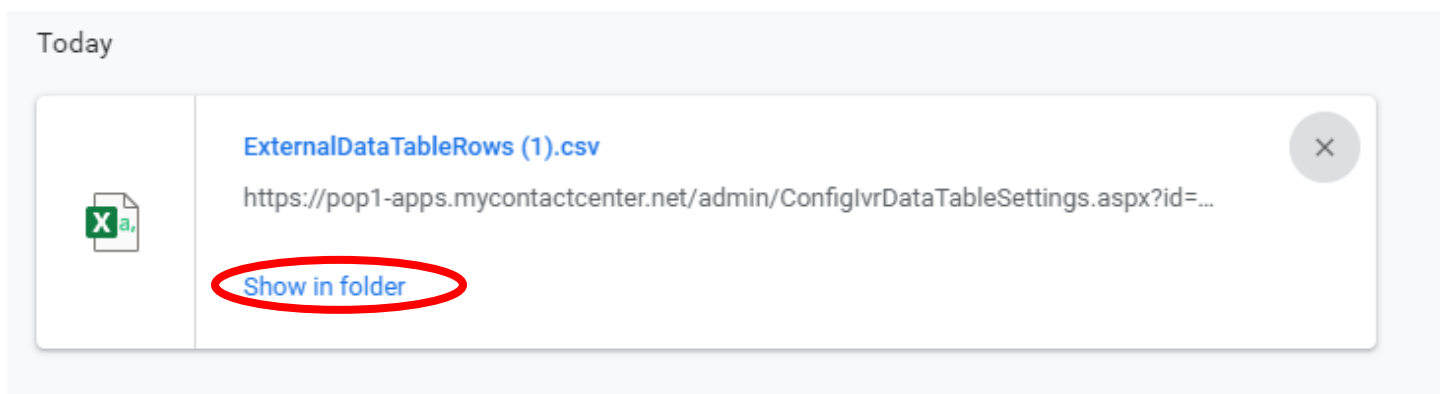 Today
ExternalDataTableRows (1).csv
https://pop1-apps.mycontactcenter.net/admin/ConfigIvrDataTableSettings.aspx?id=...
X a,
Show in folder